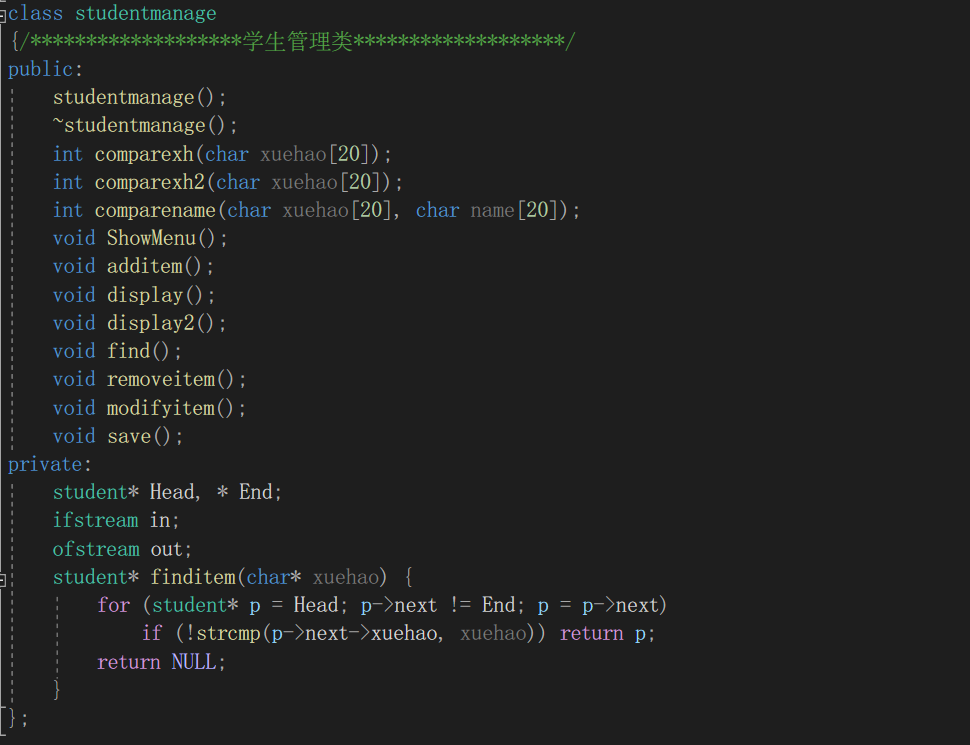 class studentmanage
{/*******************学生管理类*******************/
public:
studentmanage();
~studentmanage();
int comparexh(char xuehao[20]);
int comparexh2(char xuehao[20]);
int comparename(char xuehao[20], char name[20]);
void ShowMenu();
void additem();
void display();
void display2();
void find();
void removeitem();
void modifyitem();
void save();
private:
student* Head, * End;
ifstream in;
ofstream out;
student* finditem(char* xuehao) {
for (student* p = Head; p->next != End; p = p->next)
if (!strcmp(p->next->xuehao, xuehao)) return p;
return NULL;
}
};